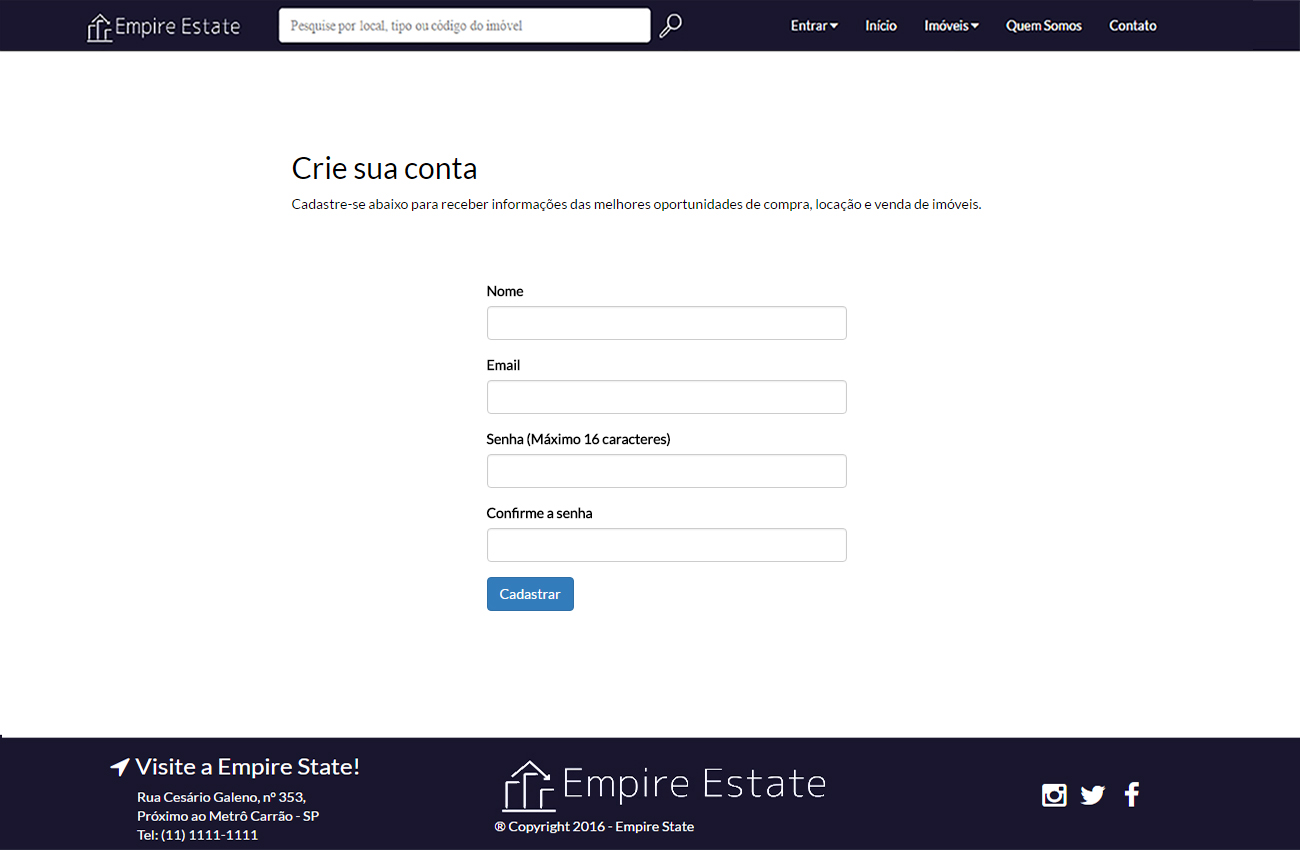 Empire Estate
Pesquise por local, tipo ou código do imóvel
Entrar
Início
Imóveis
Quem Somos
Contato
Crie sua conta
Cadastre-se abaixo para receber informações das melhores oportunidades de compra, locação e venda de imóveis.
Nome
Email
Senha (Máximo 16 caracteres)
Confirme a senha
Cadastrar
Visite a Empire State!
Rua Cesário Galeno, nº 353,
Próximo ao Metrô Carrão - SP
Tel: (11) 1111-1111
Empire Estate
® Copyright 2016 - Empire State